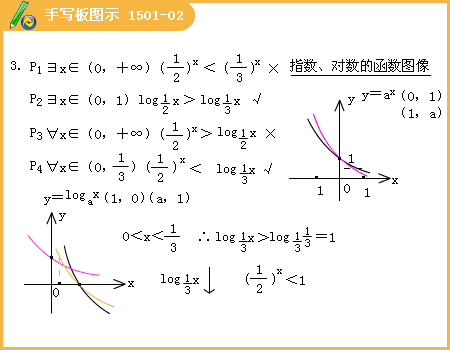 手写板图示 1501-02
3. P₁ ∃x∈(0,＋∞) (1/2)ˣ＜(1/3)ˣ ×
指数、对数的函数图像
P₂ ∃x∈(0,1) log_{1/2}x＞log_{1/3}x √
y＝aˣ (0,1)
(1,a)
P₃ ∀x∈(0,＋∞) (1/2)ˣ＞log_{1/2}x ×
P₄ ∀x∈(0,1/3) (1/2)ˣ＜ log_{1/3}x √
y
1
1 0 1 x
y＝logₐx (1,0)(a,1)
y
0 x
0＜x＜1/3 ∴log_{1/3}x＞log_{1/3}1/3＝1
log_{1/3}x↓ (1/2)ˣ＜1